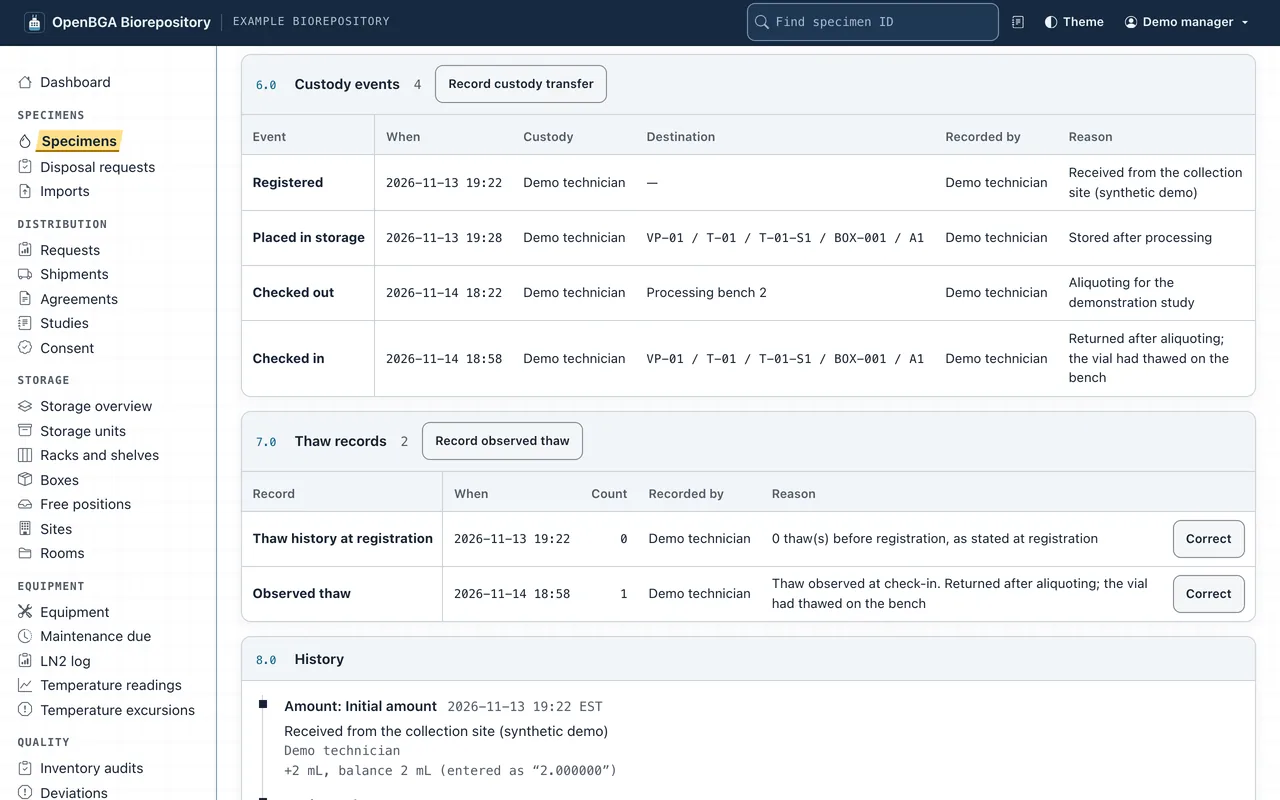 OpenBGA Biorepository
EXAMPLE BIOREPOSITORY
Find specimen ID
Theme
Demo manager
Dashboard
SPECIMENS
Specimens
Disposal requests
Imports
DISTRIBUTION
Requests
Shipments
Agreements
Studies
Consent
STORAGE
Storage overview
Storage units
Racks and shelves
Boxes
Free positions
Sites
Rooms
EQUIPMENT
Equipment
Maintenance due
LN2 log
Temperature readings
Temperature excursions
QUALITY
Inventory audits
Deviations
6.0 Custody events 4 Record custody transfer
Event When Custody Destination Recorded by Reason
Registered 2026-11-13 19:22 Demo technician — Demo technician Received from the collection
site (synthetic demo)
Placed in storage 2026-11-13 19:28 Demo technician VP-01 / T-01 / T-01-S1 / BOX-001 / A1 Demo technician Stored after processing
Checked out 2026-11-14 18:22 Demo technician Processing bench 2 Demo technician Aliquoting for the
demonstration study
Checked in 2026-11-14 18:58 Demo technician VP-01 / T-01 / T-01-S1 / BOX-001 / A1 Demo technician Returned after aliquoting;
the vial had thawed on the
bench
7.0 Thaw records 2 Record observed thaw
Record When Count Recorded by Reason
Thaw history at registration 2026-11-13 19:22 0 Demo technician 0 thaw(s) before registration, as stated at registration Correct
Observed thaw 2026-11-14 18:58 1 Demo technician Thaw observed at check-in. Returned after aliquoting; the vial
had thawed on the bench Correct
8.0 History
Amount: Initial amount 2026-11-13 19:22 EST
Received from the collection site (synthetic demo)
Demo technician
+2 mL, balance 2 mL (entered as “2.000000”)